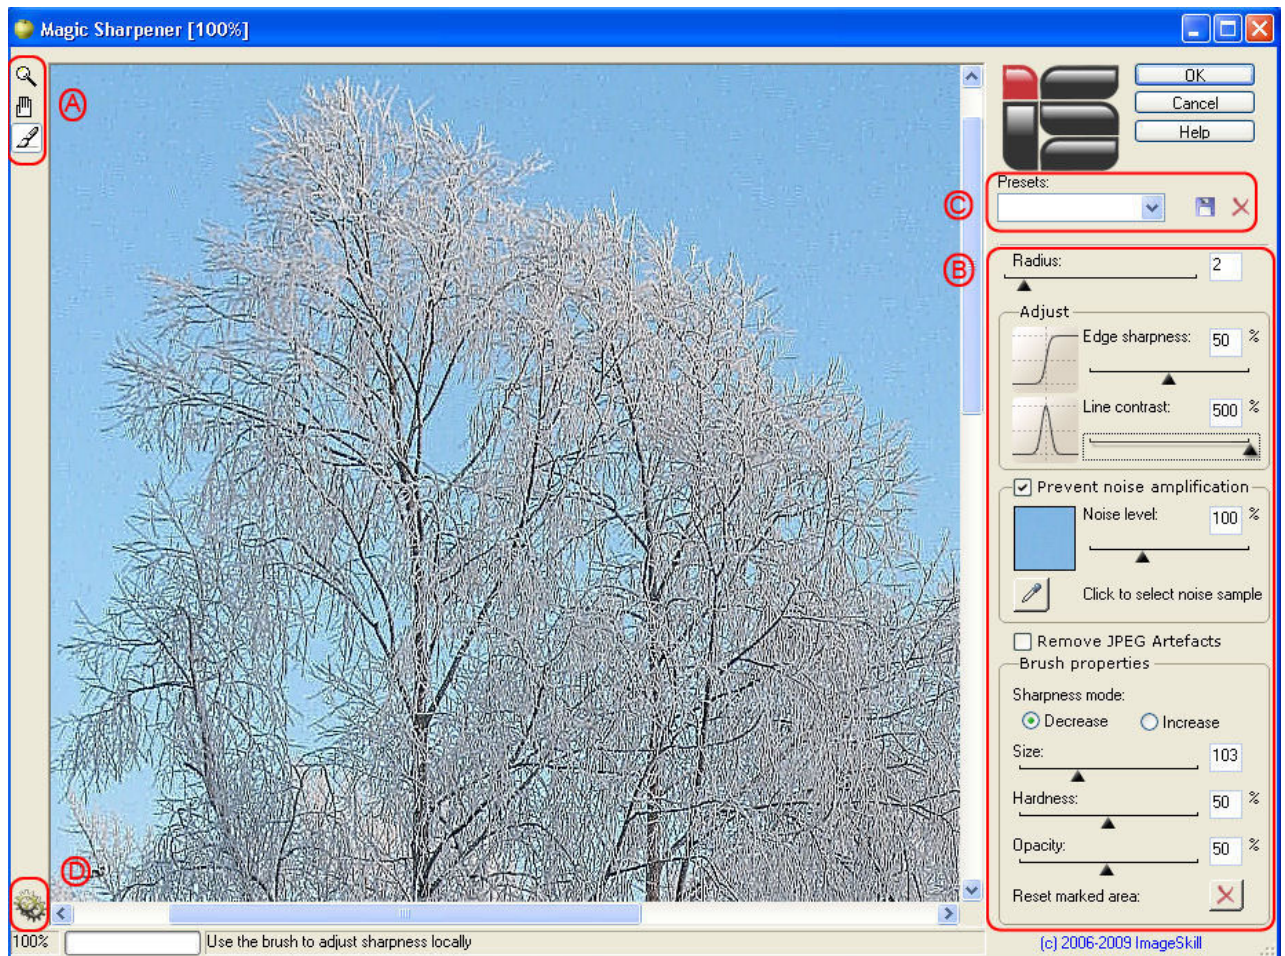 Magic Sharpener [100%]
A
OK
Cancel
Help
Presets:
C
B
Radius: 2
Adjust
Edge sharpness: 50 %
Line contrast: 500 %
Prevent noise amplification
Noise level: 100 %
Click to select noise sample
Remove JPEG Artefacts
Brush properties
Sharpness mode:
Decrease Increase
Size: 103
Hardness: 50 %
Opacity: 50 %
Reset marked area:
D
100% Use the brush to adjust sharpness locally
(c) 2006-2009 ImageSkill